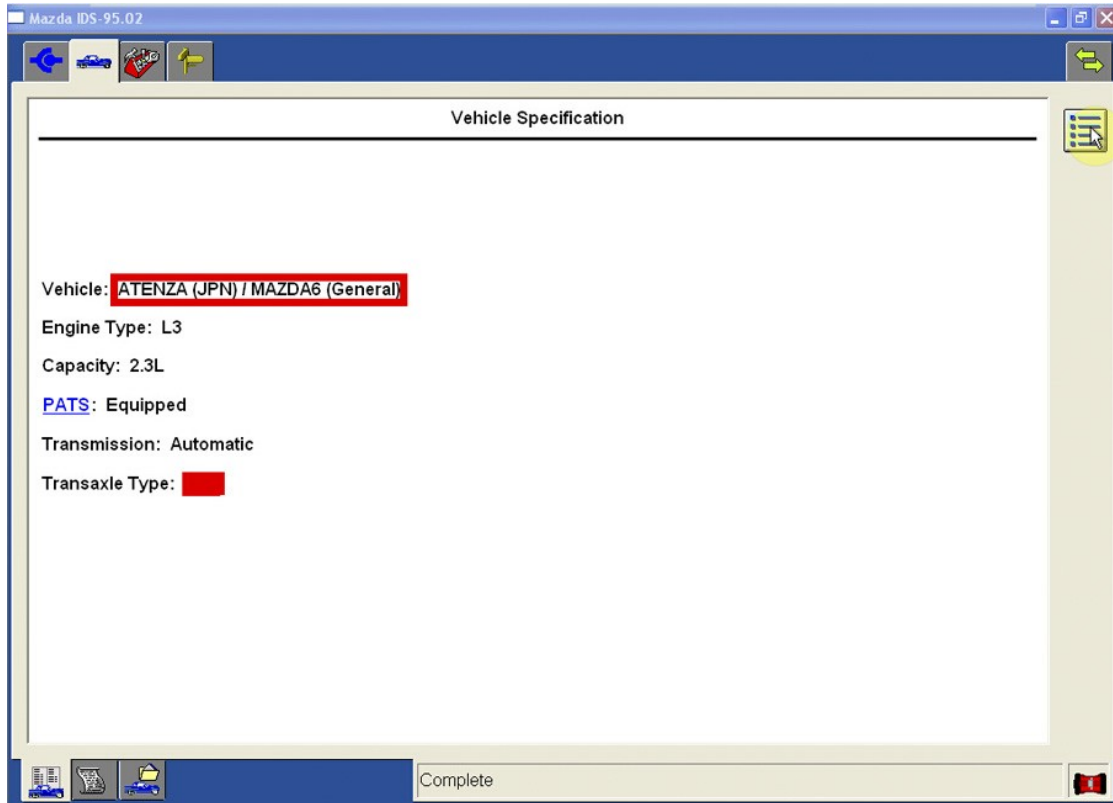 Mazda IDS-95.02
Vehicle Specification
Vehicle: ATENZA (JPN) / MAZDA6 (General)
Engine Type: L3
Capacity: 2.3L
PATS: Equipped
Transmission: Automatic
Transaxle Type:
Complete